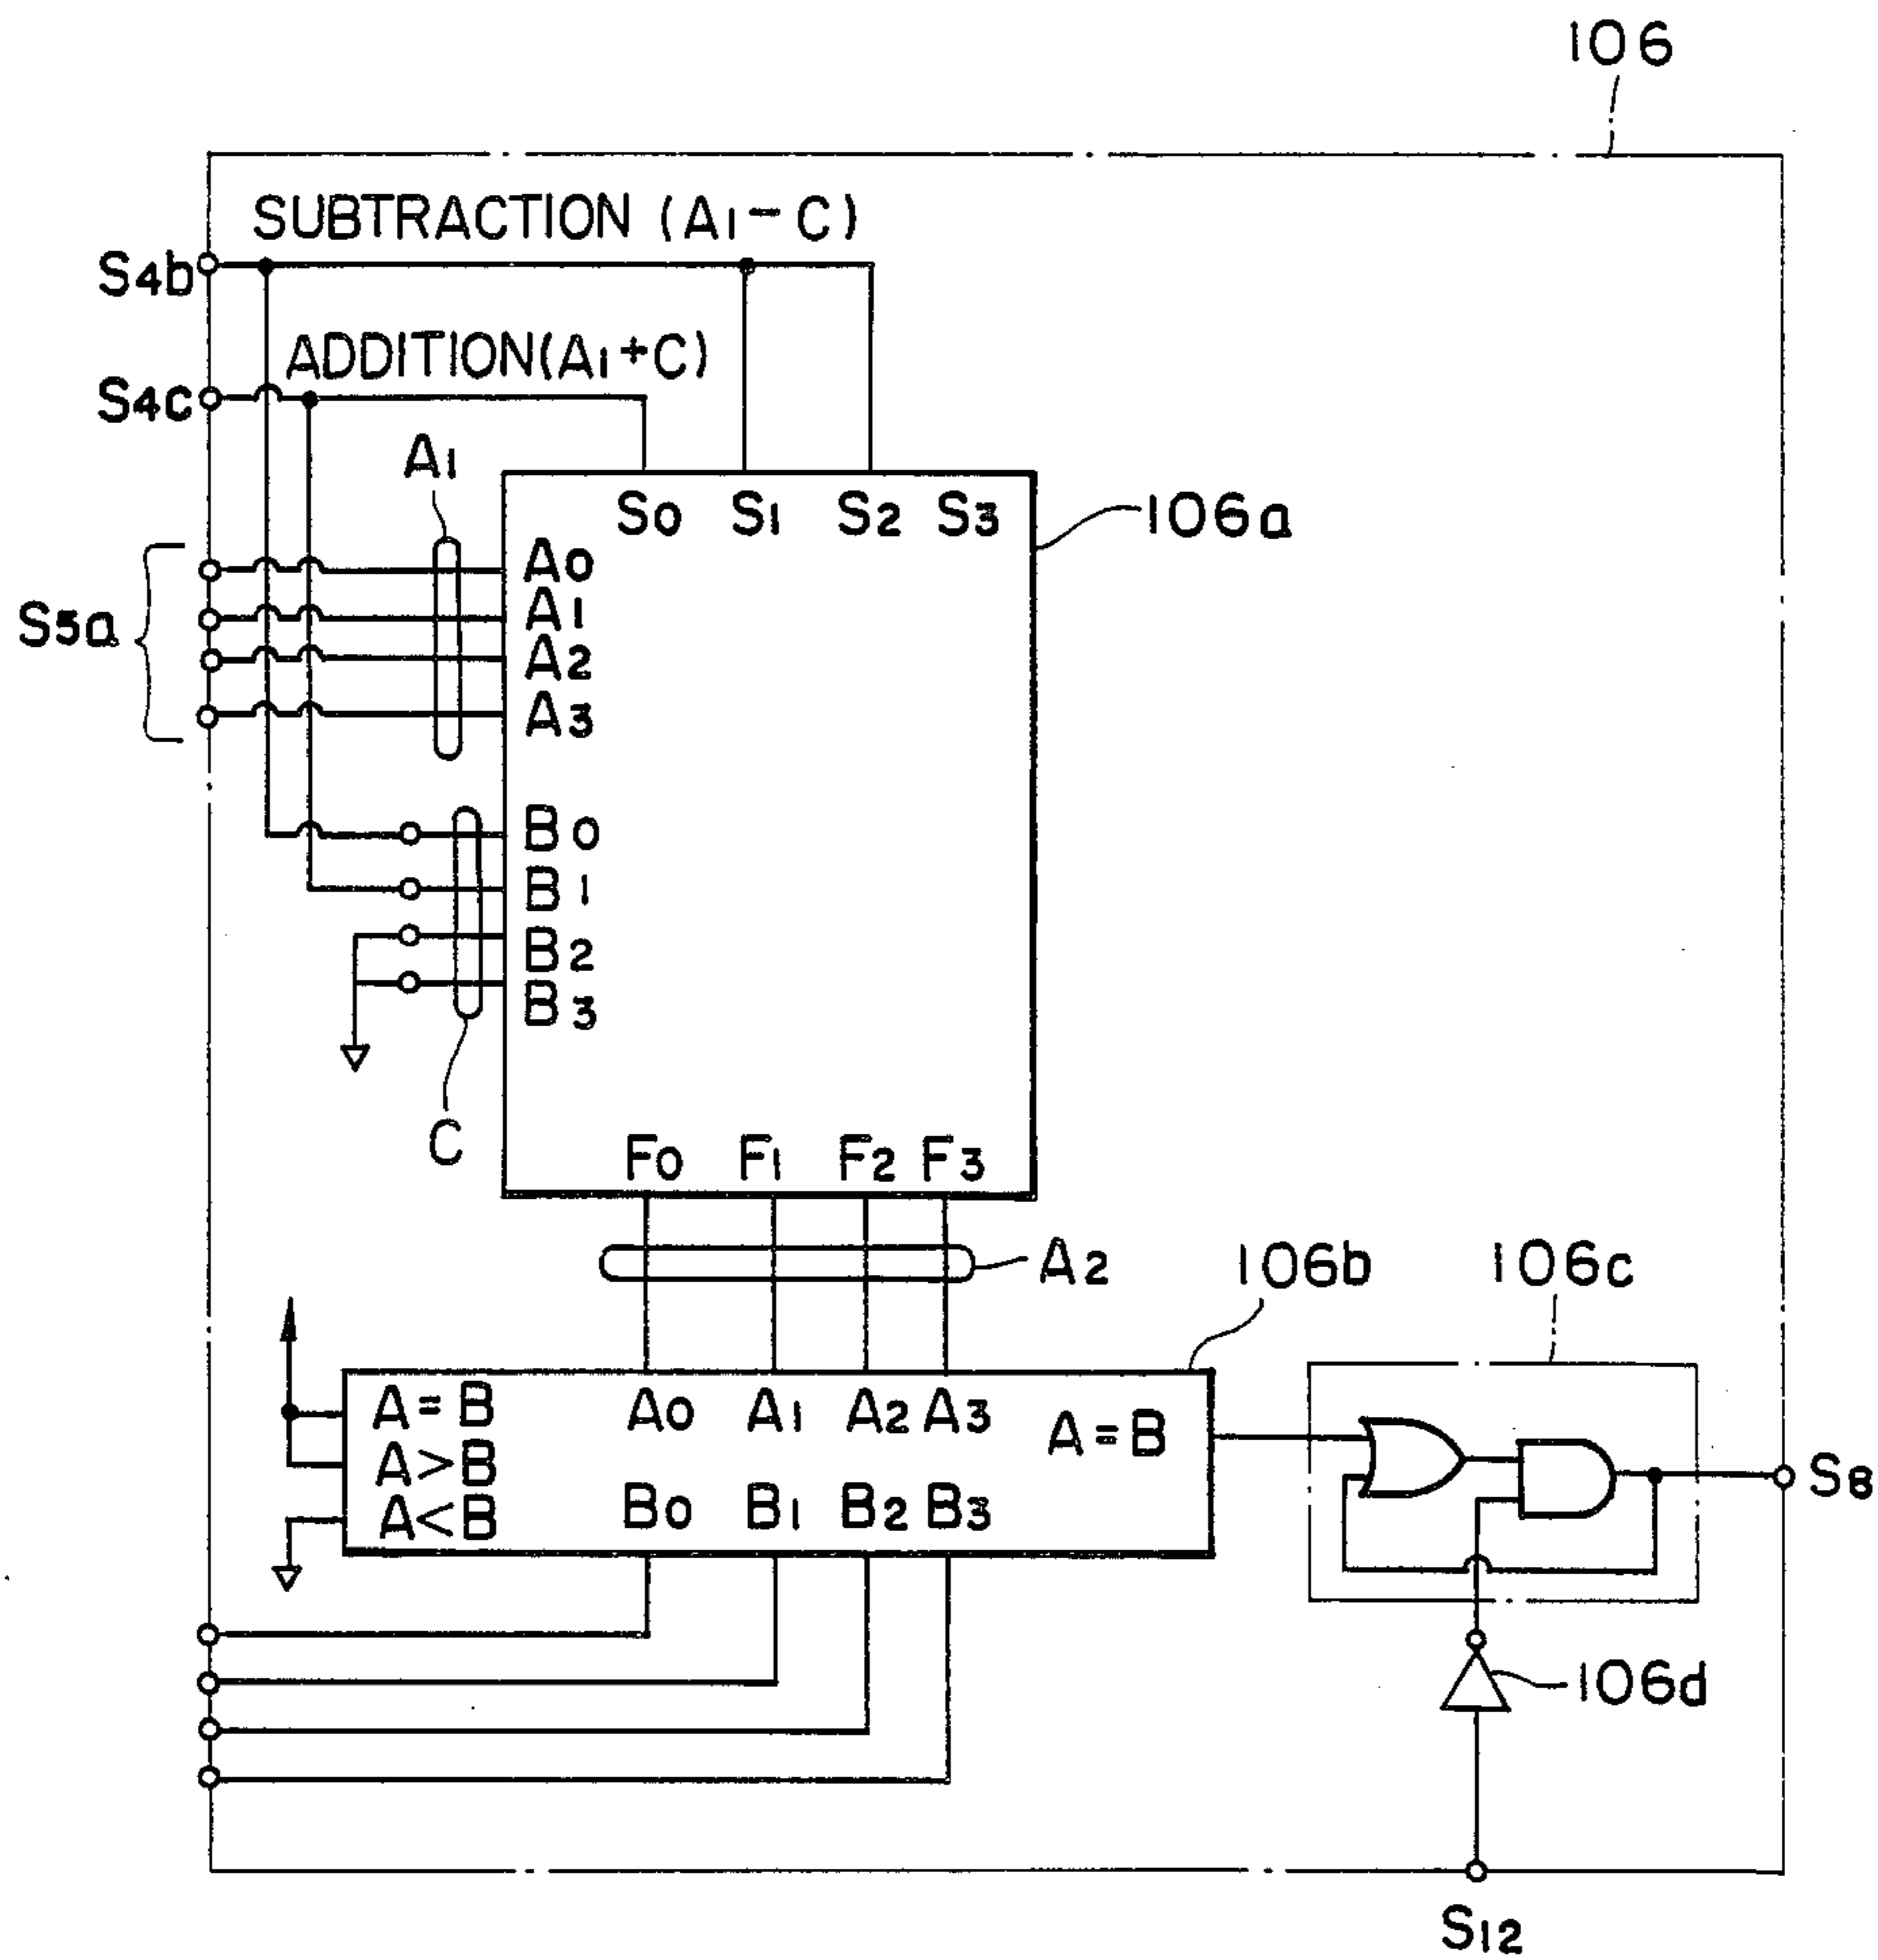 106
SUBTRACTION (A1-C)
S4b
ADDITION(A1+C)
S4c
A1
S0 S1 S2 S3
106a
A0
A1
A2
A3
S5a
B0
B1
B2
B3
C
F0 F1 F2 F3
A2
106b
106c
A=B A0 A1 A2 A3
A>B
A=B
A<B B0 B1 B2 B3
S8
106d
S12